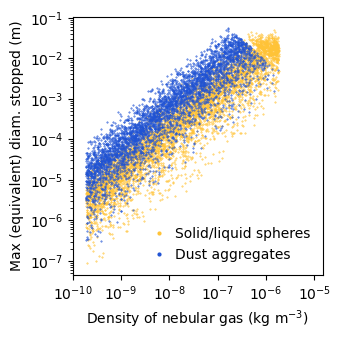 Max (equivalent) diam. stopped (m)
10⁻¹
10⁻²
10⁻³
10⁻⁴
10⁻⁵
10⁻⁶
10⁻⁷
Solid/liquid spheres
Dust aggregates
10⁻¹⁰ 10⁻⁹ 10⁻⁸ 10⁻⁷ 10⁻⁶ 10⁻⁵
Density of nebular gas (kg m⁻³)